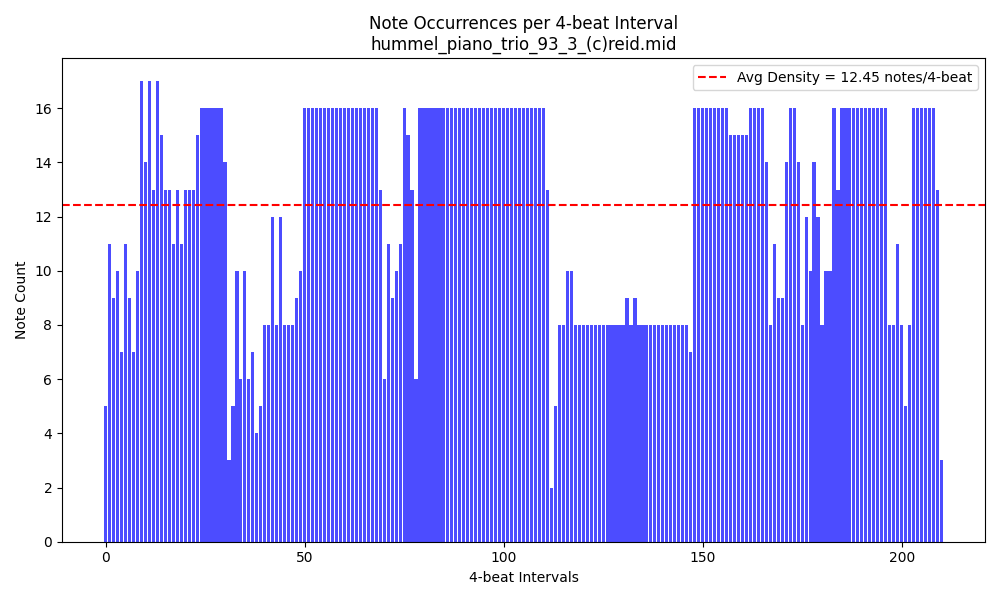 Note Occurrences per 4-beat Interval
hummel_piano_trio_93_3_(c)reid.mid
Avg Density = 12.45 notes/4-beat
Note Count
16
14
12
10
8
6
4
2
0
0 50 100 150 200
4-beat Intervals